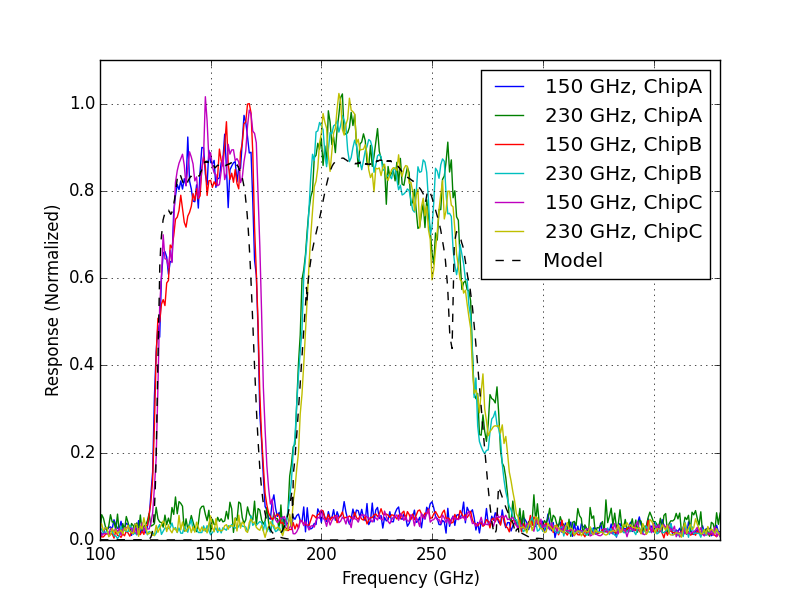 1.0
0.8
0.6
0.4
0.2
0.0
100
150
200
250
300
350
Frequency (GHz)
Response (Normalized)
150 GHz, ChipA
230 GHz, ChipA
150 GHz, ChipB
230 GHz, ChipB
150 GHz, ChipC
230 GHz, ChipC
Model